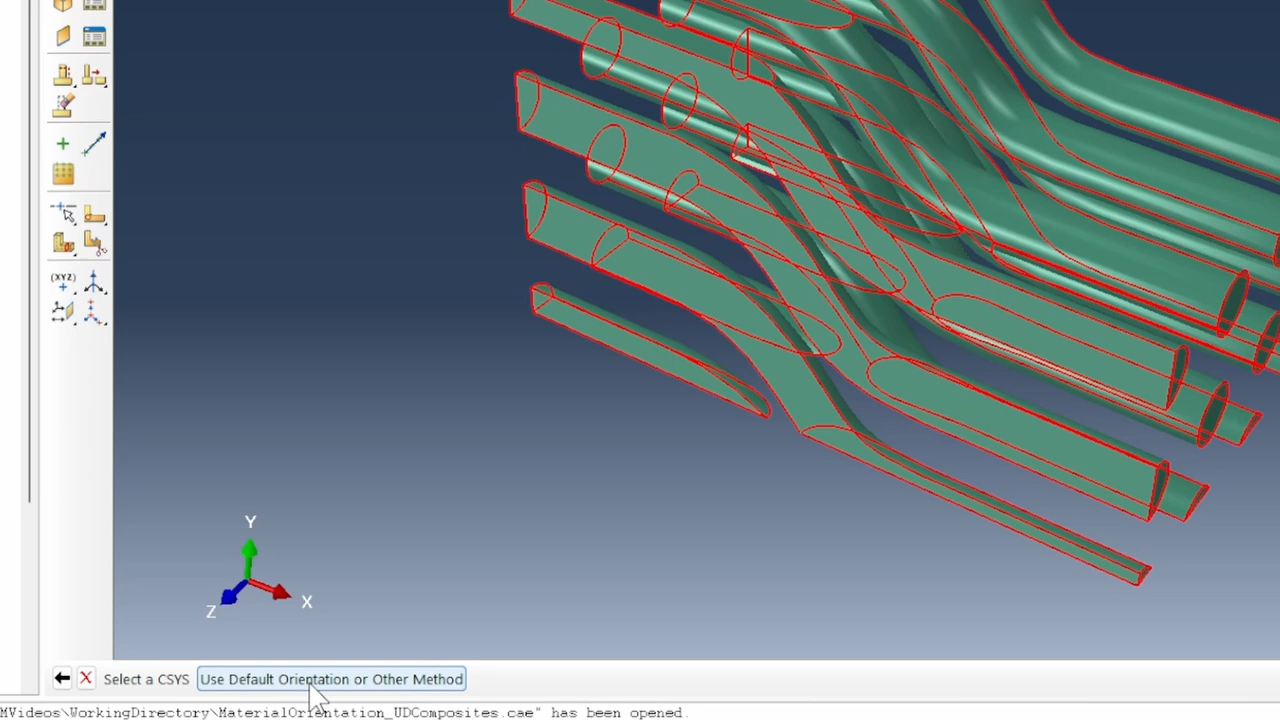 (XYZ)
Y
Z
X
Select a CSYS Use Default Orientation or Other Method
MVideos\WorkingDirectory\MaterialOrientation_UDComposites.cae" has been opened.